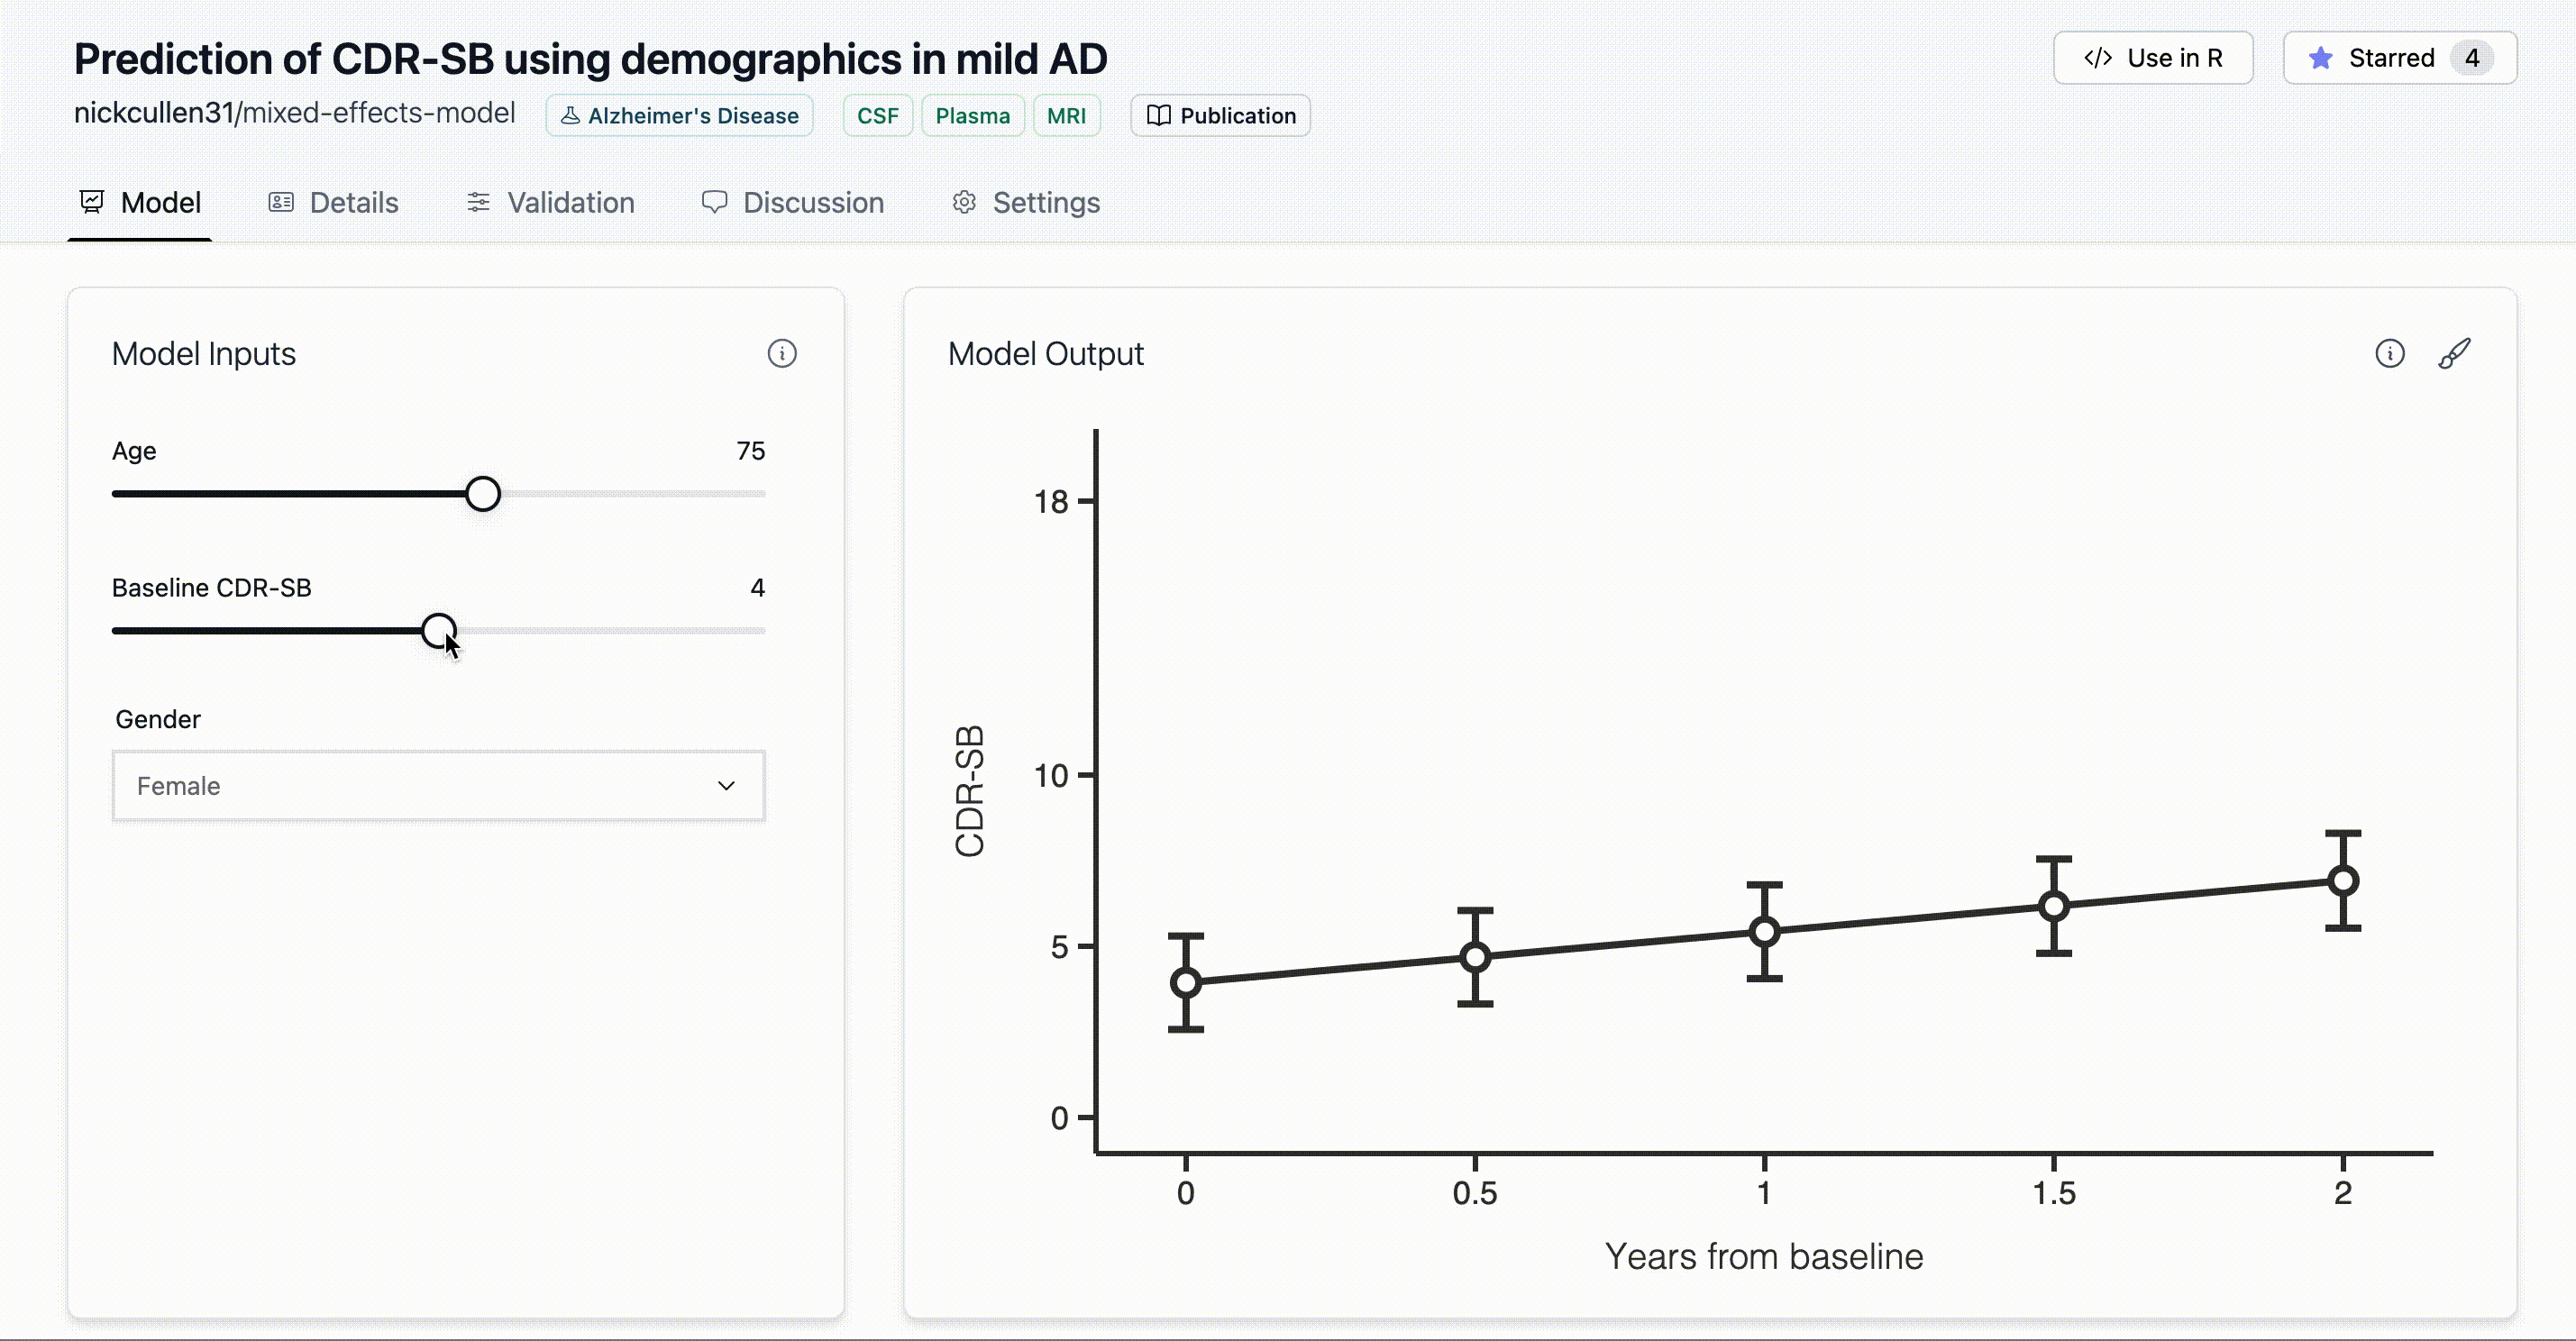 Prediction of CDR-SB using demographics in mild AD
Use in R
Starred 4
nickcullen31/mixed-effects-model
Alzheimer's Disease
CSF
Plasma
MRI
Publication
Model
Details
Validation
Discussion
Settings
Model Inputs
Age 75
Baseline CDR-SB 4
Gender
Female
Model Output
CDR-SB
18
10
5
0
0 0.5 1 1.5 2
Years from baseline